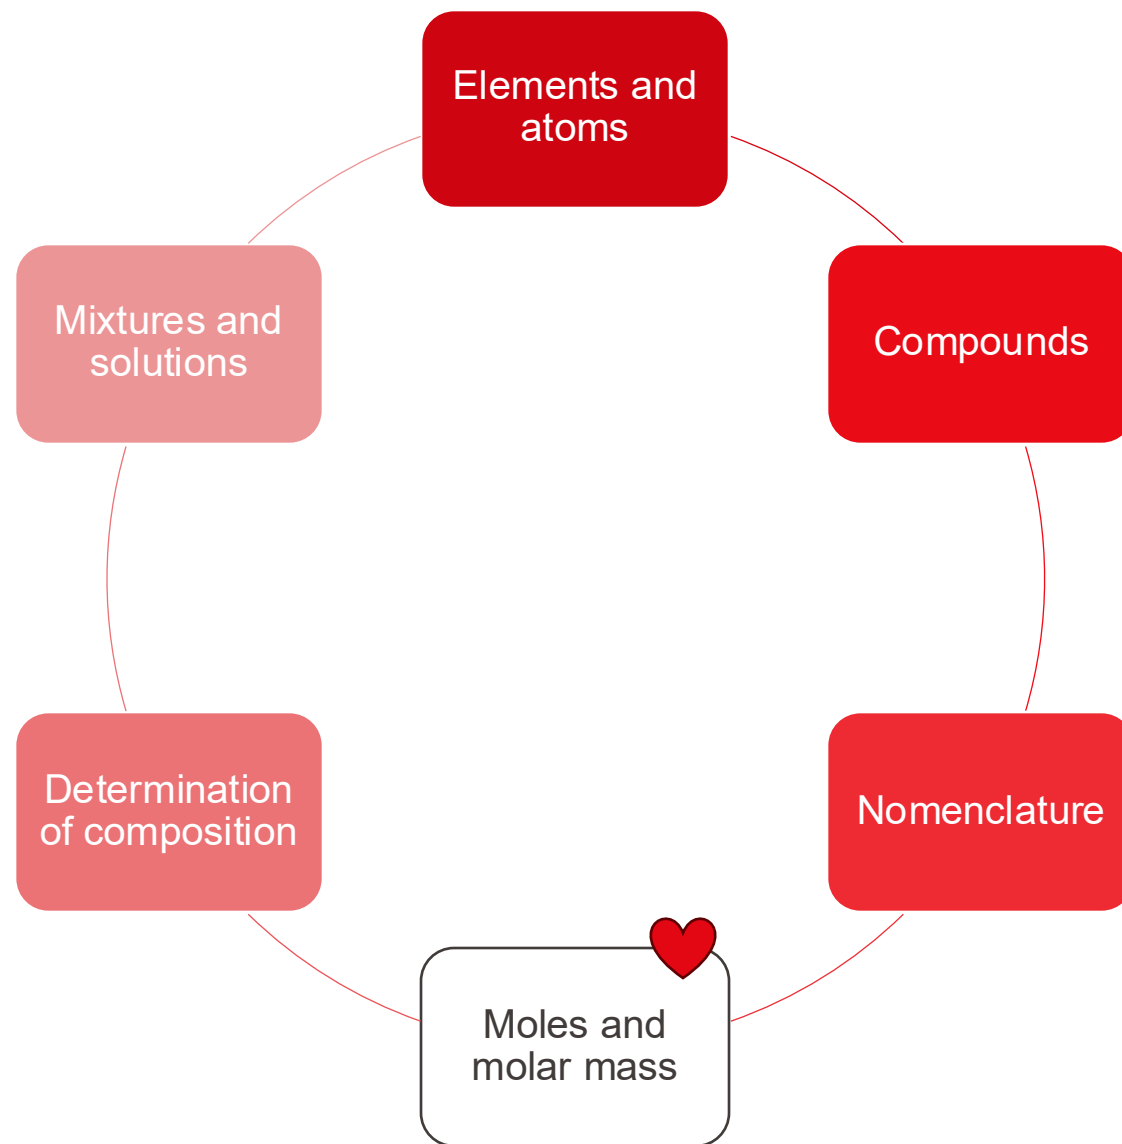 Elements and
atoms
Compounds
Nomenclature
Moles and
molar mass
Determination
of composition
Mixtures and
solutions